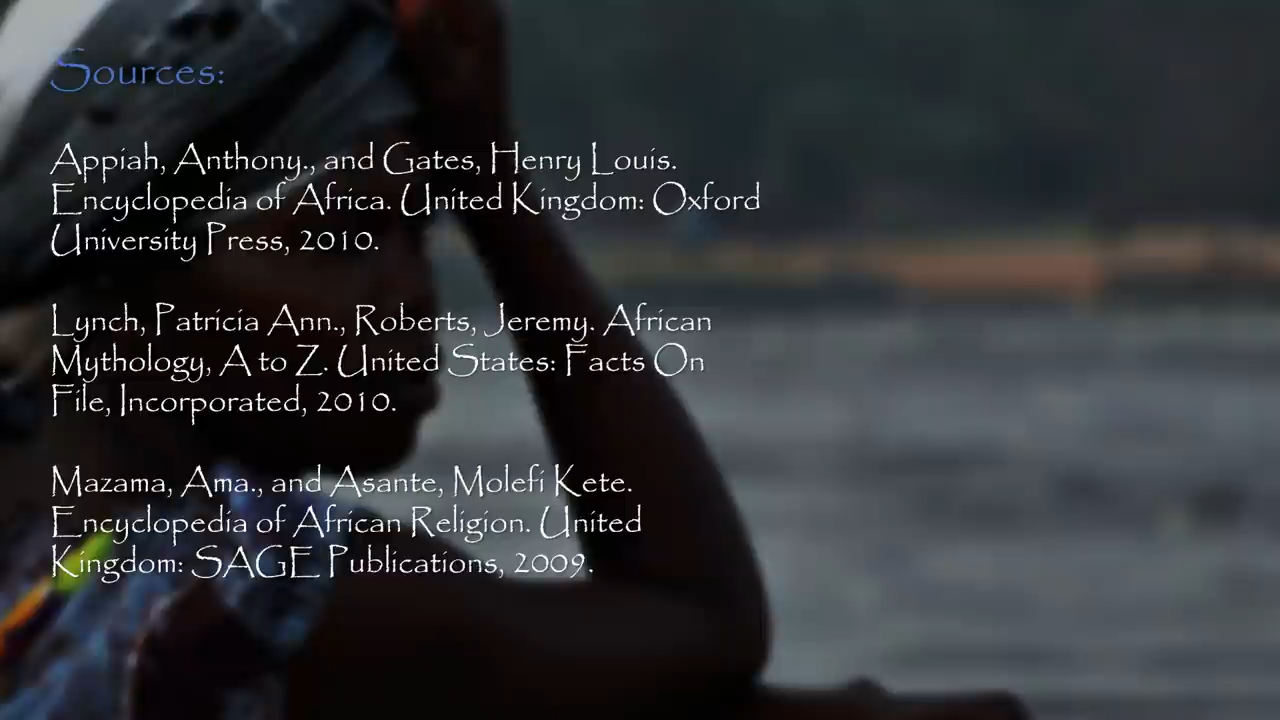 Sources:
Appiah, Anthony., and Gates, Henry Louis.
Encyclopedia of Africa. United Kingdom: Oxford
University Press, 2010.
Lynch, Patricia Ann., Roberts, Jeremy. African
Mythology, A to Z. United States: Facts On
File, Incorporated, 2010.
Mazama, Ama., and Asante, Molefi Kete.
Encyclopedia of African Religion. United
Kingdom: SAGE Publications, 2009.